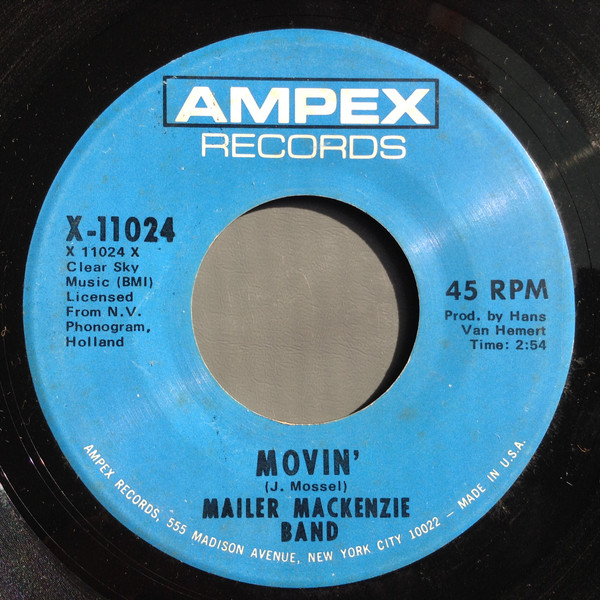 AMPEX
RECORDS
X-11024
X 11024 X
Clear Sky
Music (BMI)
Licensed
From N.V.
Phonogram,
Holland
45 RPM
Prod. by Hans
Van Hemert
Time: 2:54
MOVIN'
(J. Mossel)
MAILER MACKENZIE
BAND
AMPEX RECORDS, 555 MADISON AVENUE, NEW YORK CITY 10022 — MADE IN U.S.A.